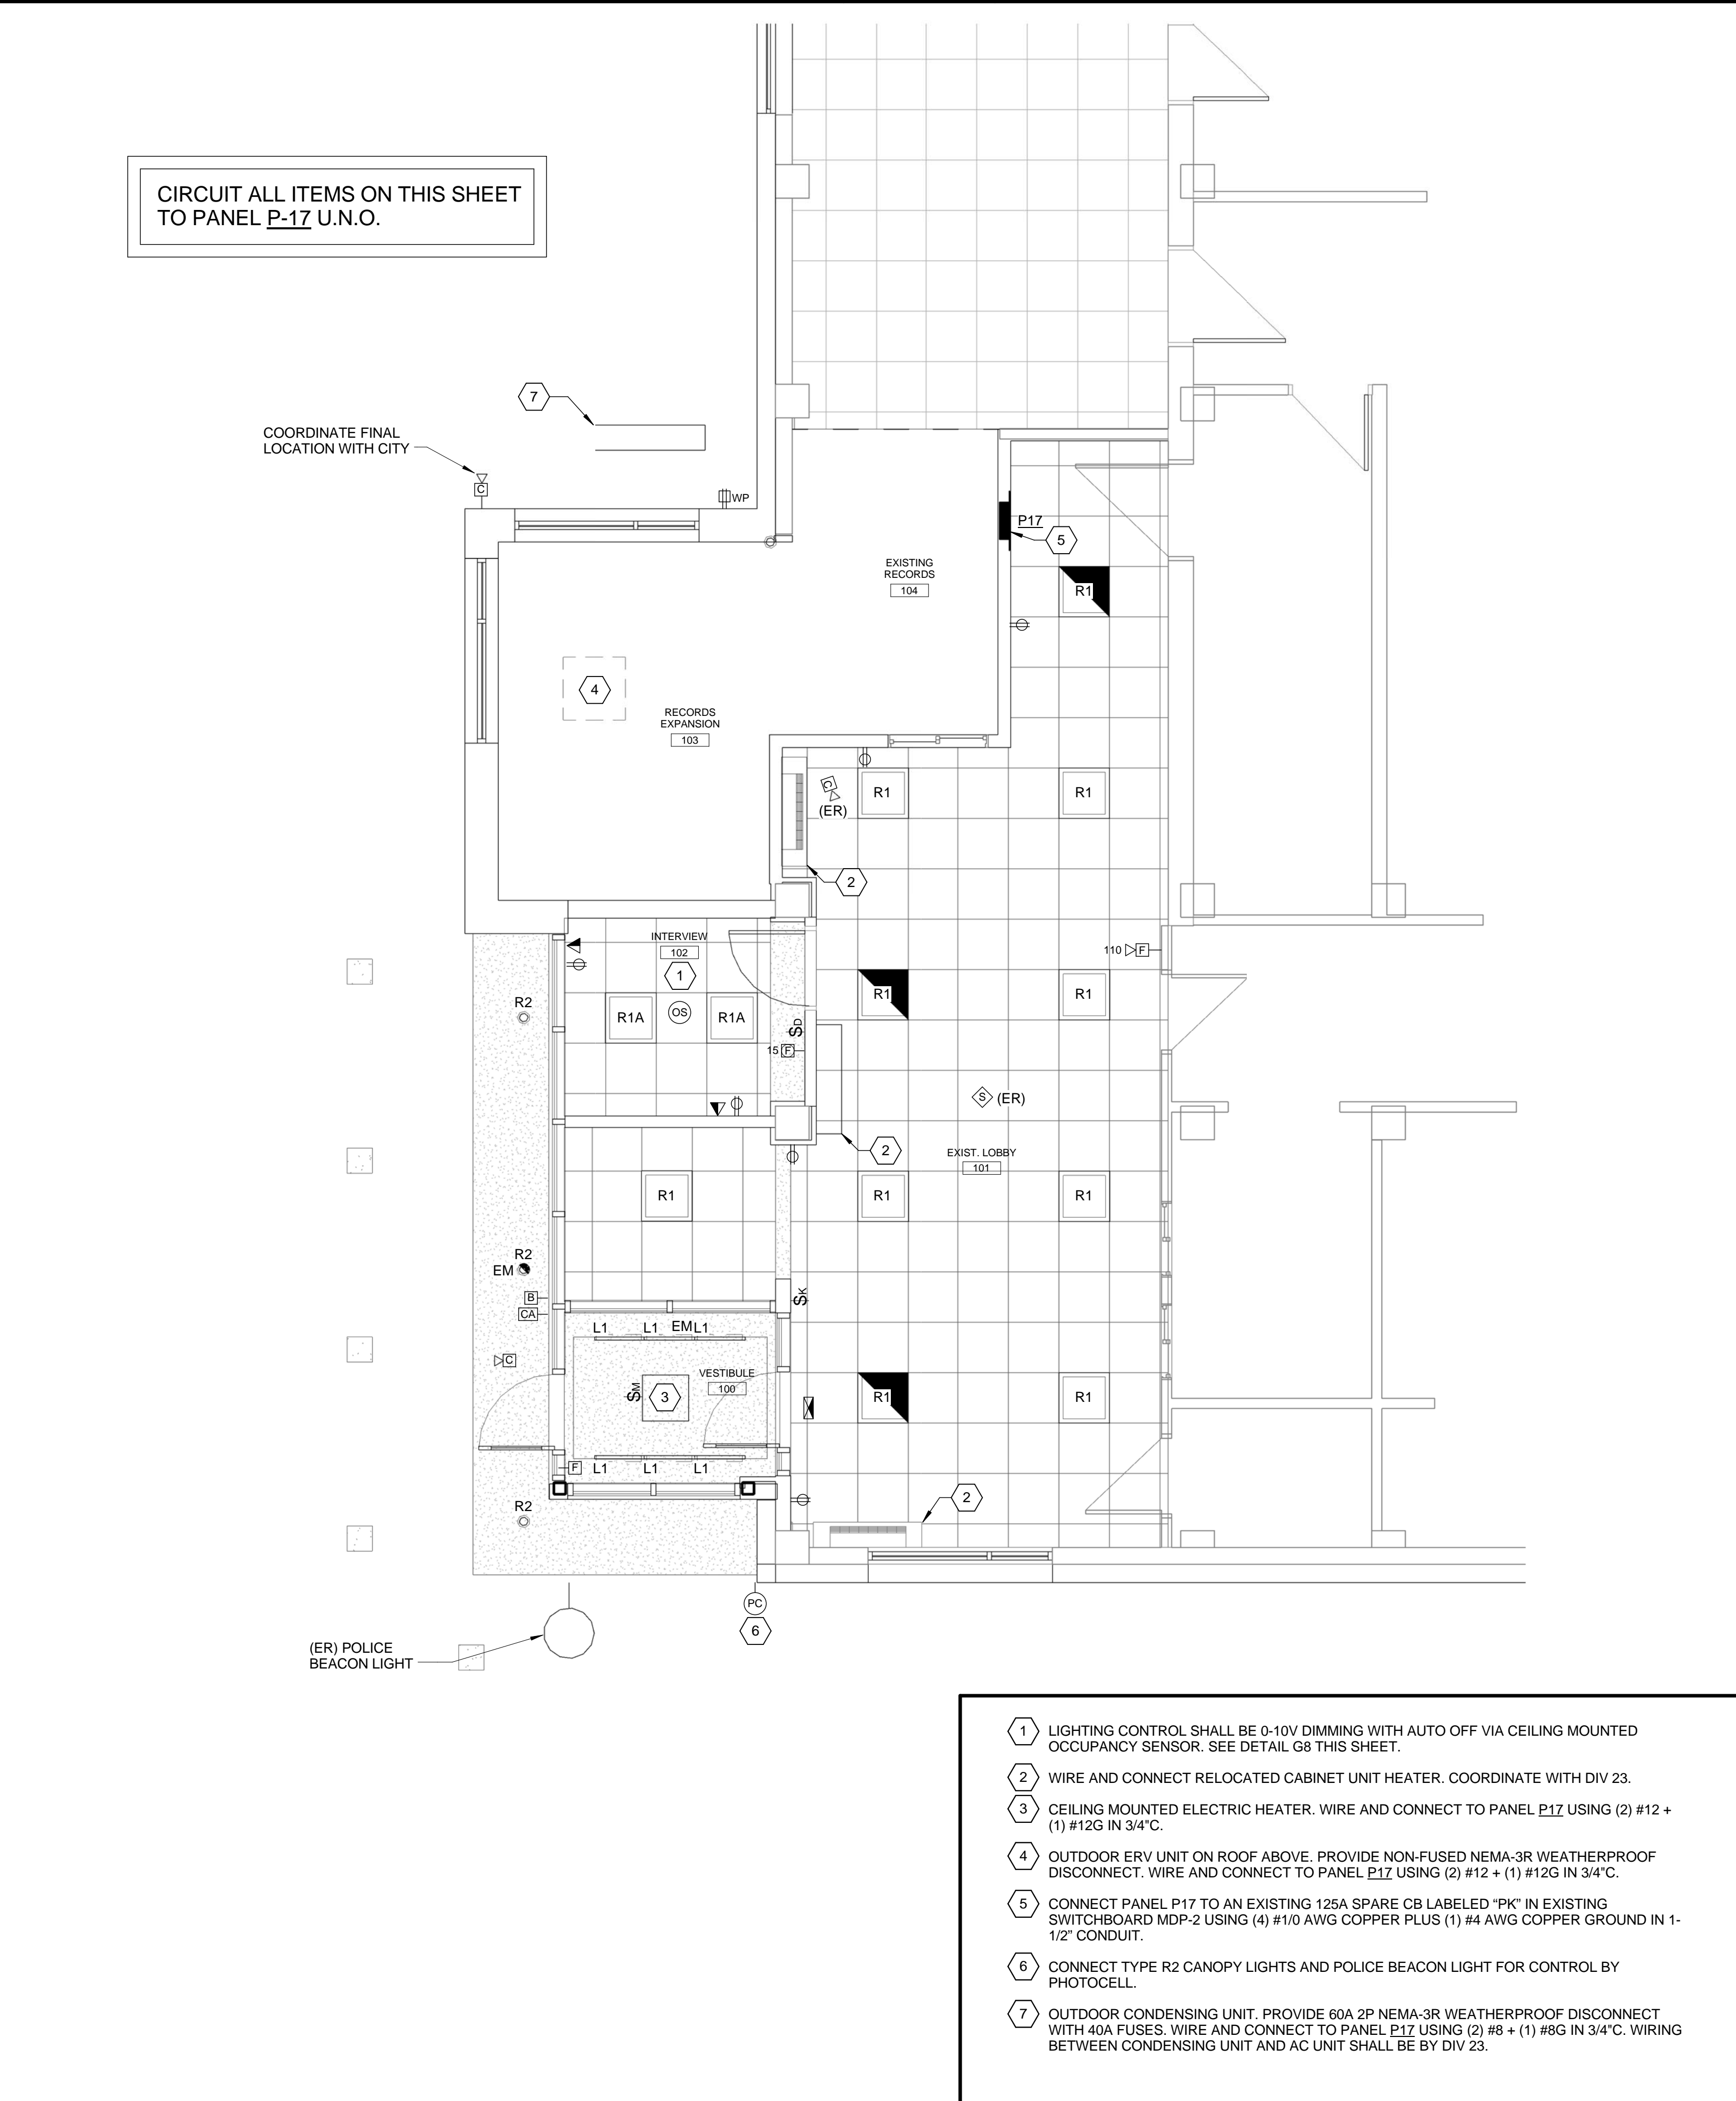 CIRCUIT ALL ITEMS ON THIS SHEET
TO PANEL P-17 U.N.O.
7
COORDINATE FINAL
LOCATION WITH CITY
C
WP
P17
5
EXISTING
RECORDS
104
R1
4
RECORDS
EXPANSION
103
C
(ER)
R1
R1
2
INTERVIEW
102
1
110
F
R2
R1A
OS
R1A
R1
R1
SD
15
F
S
(ER)
2
EXIST. LOBBY
101
R1
R1
R1
R2
EM
B
CA
SK
L1
L1
EM
L1
C
VESTIBULE
100
SM
3
R1
R1
F
L1
L1
L1
R2
2
PC
6
(ER) POLICE
BEACON LIGHT
1
LIGHTING CONTROL SHALL BE 0-10V DIMMING WITH AUTO OFF VIA CEILING MOUNTED
OCCUPANCY SENSOR. SEE DETAIL G8 THIS SHEET.
2
WIRE AND CONNECT RELOCATED CABINET UNIT HEATER. COORDINATE WITH DIV 23.
3
CEILING MOUNTED ELECTRIC HEATER. WIRE AND CONNECT TO PANEL P17 USING (2) #12 +
(1) #12G IN 3/4"C.
4
OUTDOOR ERV UNIT ON ROOF ABOVE. PROVIDE NON-FUSED NEMA-3R WEATHERPROOF
DISCONNECT. WIRE AND CONNECT TO PANEL P17 USING (2) #12 + (1) #12G IN 3/4"C.
5
CONNECT PANEL P17 TO AN EXISTING 125A SPARE CB LABELED “PK” IN EXISTING
SWITCHBOARD MDP-2 USING (4) #1/0 AWG COPPER PLUS (1) #4 AWG COPPER GROUND IN 1-
1/2” CONDUIT.
6
CONNECT TYPE R2 CANOPY LIGHTS AND POLICE BEACON LIGHT FOR CONTROL BY
PHOTOCELL.
7
OUTDOOR CONDENSING UNIT. PROVIDE 60A 2P NEMA-3R WEATHERPROOF DISCONNECT
WITH 40A FUSES. WIRE AND CONNECT TO PANEL P17 USING (2) #8 + (1) #8G IN 3/4"C. WIRING
BETWEEN CONDENSING UNIT AND AC UNIT SHALL BE BY DIV 23.